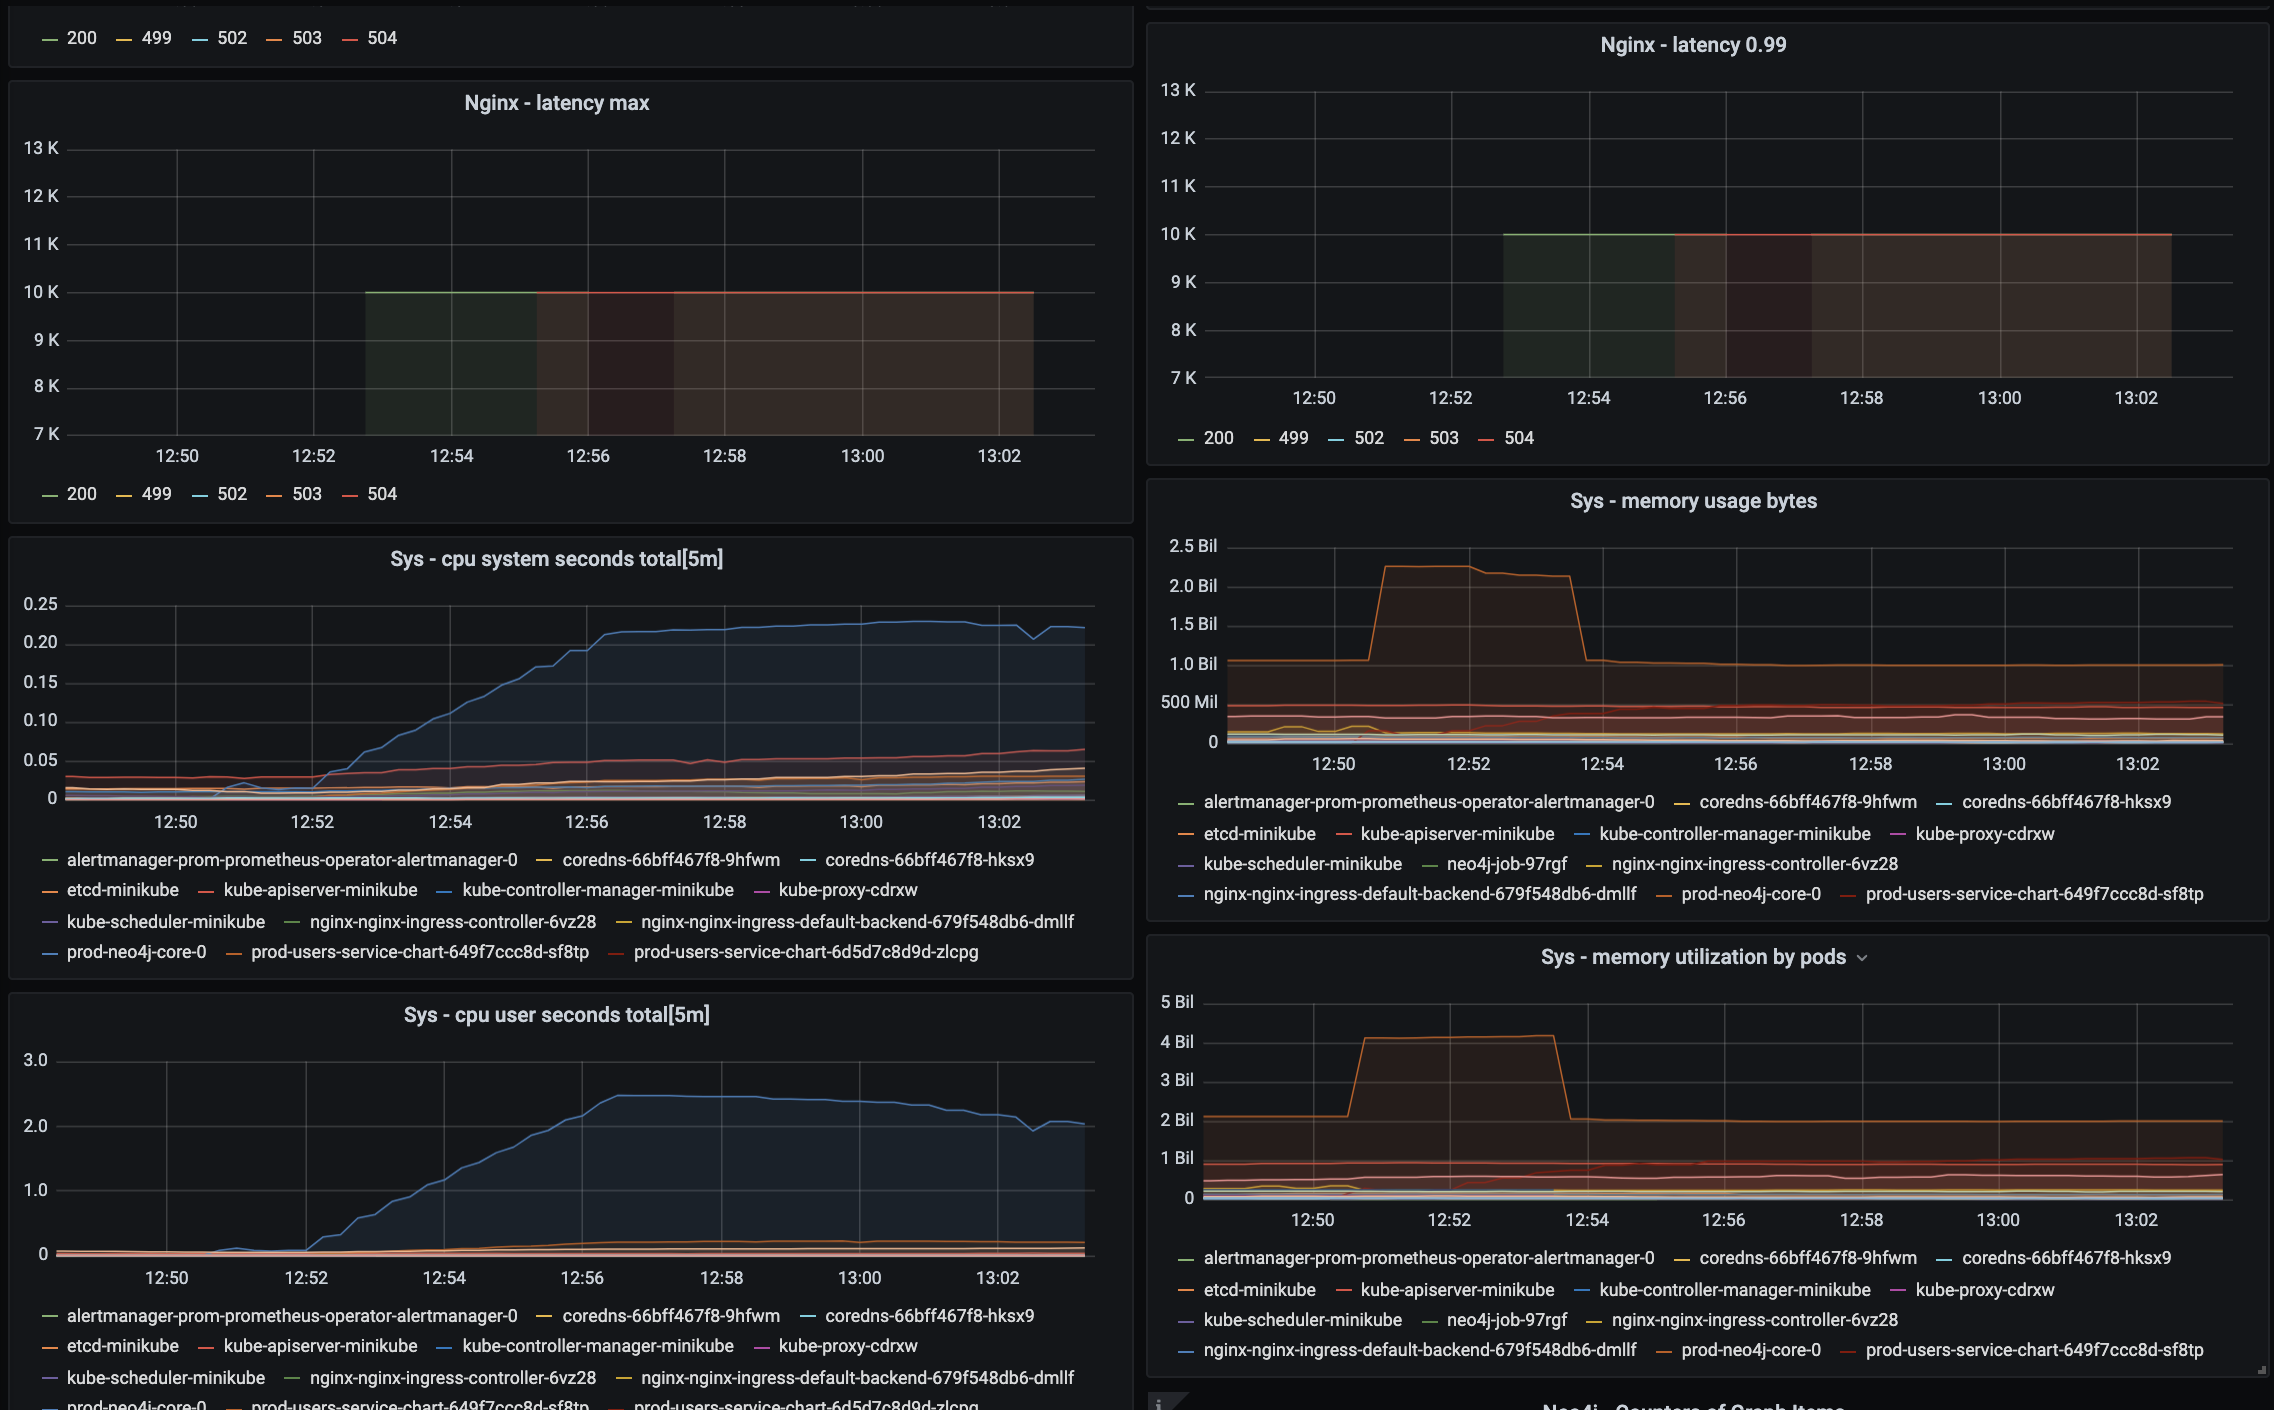 200 499 502 503 504
Nginx - latency max
13 K
12 K
11 K
10 K
9 K
8 K
7 K
12:50 12:52 12:54 12:56 12:58 13:00 13:02
200 499 502 503 504
Sys - cpu system seconds total[5m]
0.25
0.20
0.15
0.10
0.05
0
12:50 12:52 12:54 12:56 12:58 13:00 13:02
alertmanager-prom-prometheus-operator-alertmanager-0 coredns-66bff467f8-9hfwm coredns-66bff467f8-hksx9
etcd-minikube kube-apiserver-minikube kube-controller-manager-minikube kube-proxy-cdrxw
kube-scheduler-minikube nginx-nginx-ingress-controller-6vz28 nginx-nginx-ingress-default-backend-679f548db6-dmllf
prod-neo4j-core-0 prod-users-service-chart-649f7ccc8d-sf8tp prod-users-service-chart-6d5d7c8d9d-zlcpg
Sys - cpu user seconds total[5m]
3.0
2.0
1.0
0
12:50 12:52 12:54 12:56 12:58 13:00 13:02
alertmanager-prom-prometheus-operator-alertmanager-0 coredns-66bff467f8-9hfwm coredns-66bff467f8-hksx9
etcd-minikube kube-apiserver-minikube kube-controller-manager-minikube kube-proxy-cdrxw
kube-scheduler-minikube nginx-nginx-ingress-controller-6vz28 nginx-nginx-ingress-default-backend-679f548db6-dmllf
prod-neo4j-core-0 prod-users-service-chart-649f7ccc8d-sf8tp prod-users-service-chart-6d5d7c8d9d-zlcpg
Nginx - latency 0.99
13 K
12 K
11 K
10 K
9 K
8 K
7 K
12:50 12:52 12:54 12:56 12:58 13:00 13:02
200 499 502 503 504
Sys - memory usage bytes
2.5 Bil
2.0 Bil
1.5 Bil
1.0 Bil
500 Mil
0
12:50 12:52 12:54 12:56 12:58 13:00 13:02
alertmanager-prom-prometheus-operator-alertmanager-0 coredns-66bff467f8-9hfwm coredns-66bff467f8-hksx9
etcd-minikube kube-apiserver-minikube kube-controller-manager-minikube kube-proxy-cdrxw
kube-scheduler-minikube neo4j-job-97rgf nginx-nginx-ingress-controller-6vz28
nginx-nginx-ingress-default-backend-679f548db6-dmllf prod-neo4j-core-0 prod-users-service-chart-649f7ccc8d-sf8tp
Sys - memory utilization by pods
5 Bil
4 Bil
3 Bil
2 Bil
1 Bil
0
12:50 12:52 12:54 12:56 12:58 13:00 13:02
alertmanager-prom-prometheus-operator-alertmanager-0 coredns-66bff467f8-9hfwm coredns-66bff467f8-hksx9
etcd-minikube kube-apiserver-minikube kube-controller-manager-minikube kube-proxy-cdrxw
kube-scheduler-minikube neo4j-job-97rgf nginx-nginx-ingress-controller-6vz28
nginx-nginx-ingress-default-backend-679f548db6-dmllf prod-neo4j-core-0 prod-users-service-chart-649f7ccc8d-sf8tp
i
Neo4j - Counters of Graph Items